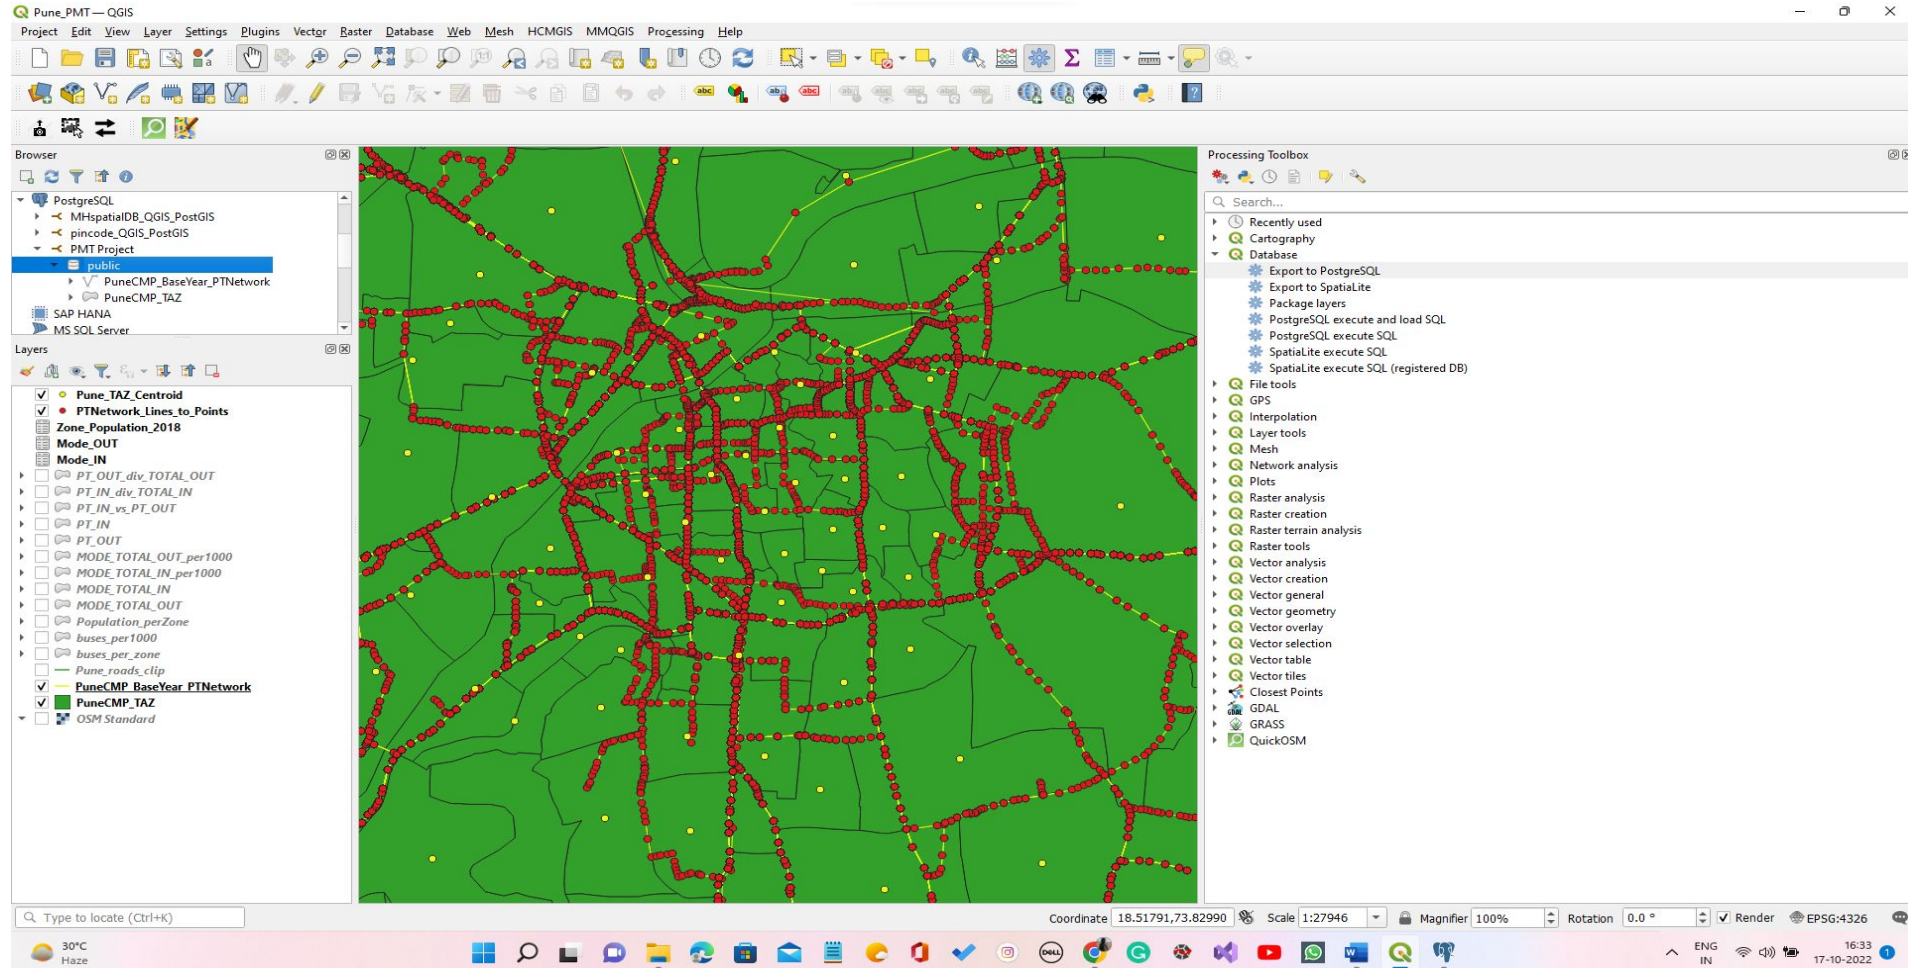 Pune_PMT — QGIS
Project Edit View Layer Settings Plugins Vector Raster Database Web Mesh HCMGIS MMQGIS Processing Help
Browser
PostgreSQL
MHspatialDB_QGIS_PostGIS
pincode_QGIS_PostGIS
PMT Project
public
PuneCMP_BaseYear_PTNetwork
PuneCMP_TAZ
SAP HANA
MS SQL Server
Layers
Pune_TAZ_Centroid
PTNetwork_Lines_to_Points
Zone_Population_2018
Mode_OUT
Mode_IN
PT_OUT_div_TOTAL_OUT
PT_IN_div_TOTAL_IN
PT_IN_vs_PT_OUT
PT_IN
PT_OUT
MODE_TOTAL_OUT_per1000
MODE_TOTAL_IN_per1000
MODE_TOTAL_IN
MODE_TOTAL_OUT
Population_perZone
buses_per1000
buses_per_zone
Pune_roads_clip
PuneCMP_BaseYear_PTNetwork
PuneCMP_TAZ
OSM Standard
Processing Toolbox
Search...
Recently used
Cartography
Database
Export to PostgreSQL
Export to SpatiaLite
Package layers
PostgreSQL execute and load SQL
PostgreSQL execute SQL
SpatiaLite execute SQL
SpatiaLite execute SQL (registered DB)
File tools
GPS
Interpolation
Layer tools
Mesh
Network analysis
Plots
Raster analysis
Raster creation
Raster terrain analysis
Raster tools
Vector analysis
Vector creation
Vector general
Vector geometry
Vector overlay
Vector selection
Vector table
Vector tiles
Closest Points
GDAL
GRASS
QuickOSM
Type to locate (Ctrl+K)
Coordinate 18.51791,73.82990 Scale 1:27946 Magnifier 100% Rotation 0.0 ° Render EPSG:4326
30°C
Haze
ENG
IN
16:33
17-10-2022
1